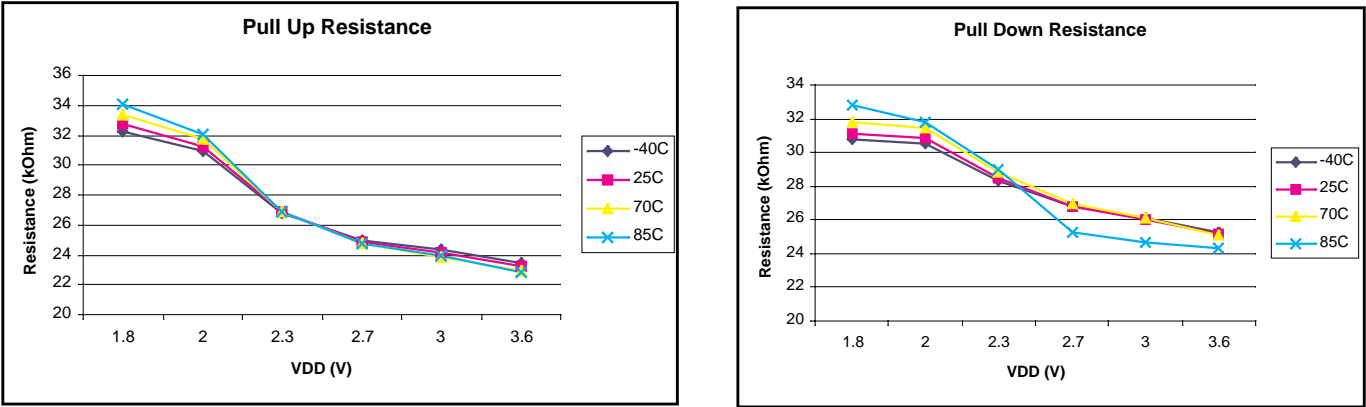 Pull Up Resistance
36
34
32
30
28
26
24
22
20
Resistance (kOhm)
1.8 2 2.3 2.7 3 3.6
VDD (V)
-40C
25C
70C
85C
Pull Down Resistance
34
32
30
28
26
24
22
20
Resistance (kOhm)
1.8 2 2.3 2.7 3 3.6
VDD (V)
-40C
25C
70C
85C